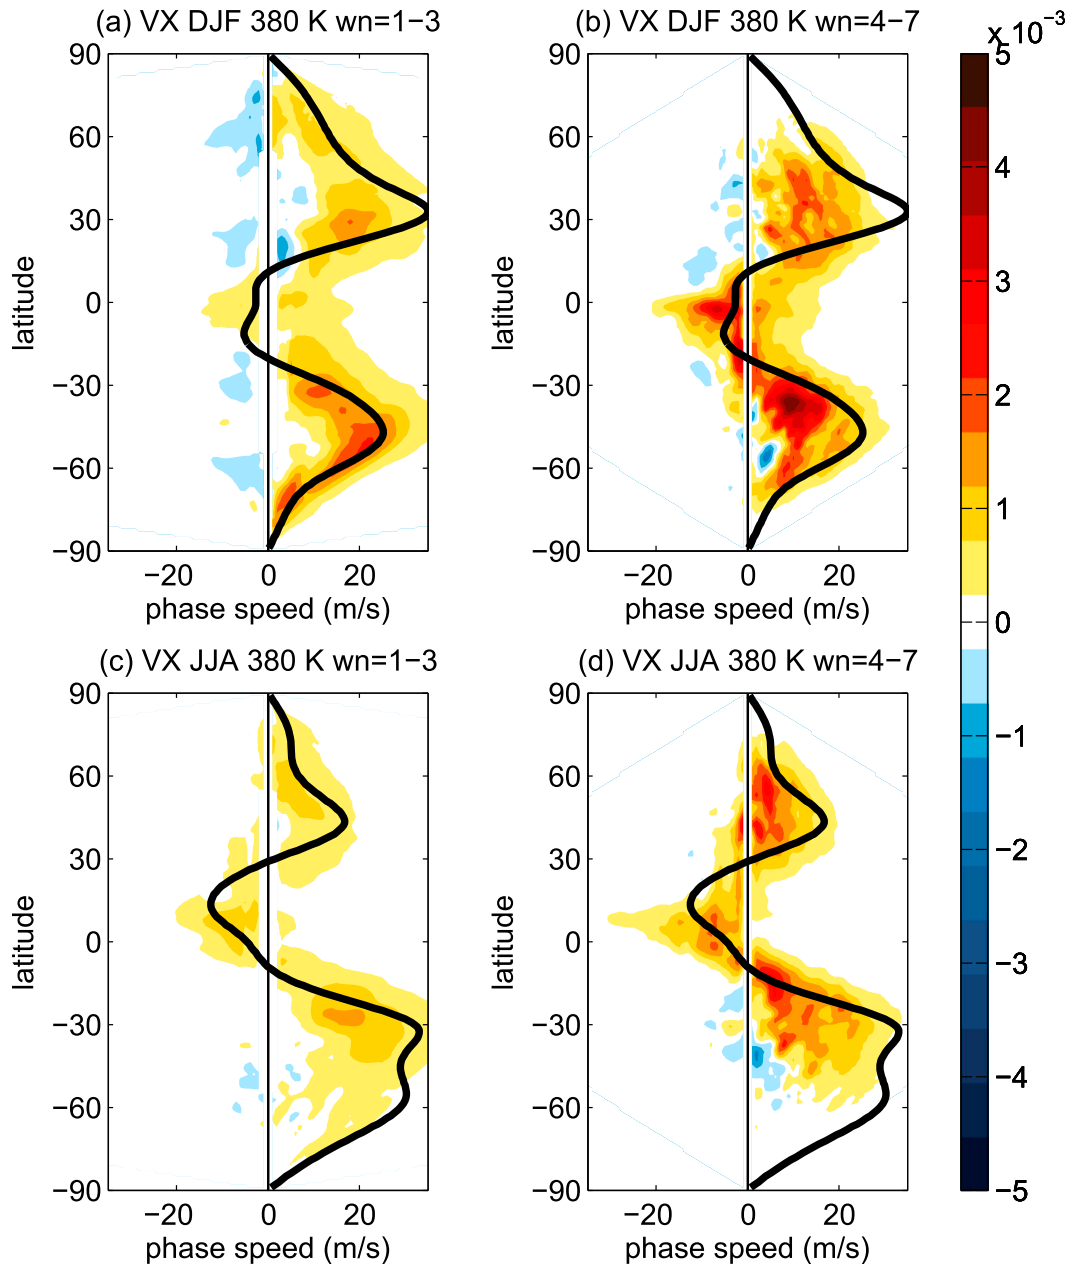 (a) VX DJF 380 K wn=1−3
(b) VX DJF 380 K wn=4−7
x 10−3
90
60
30
0
−30
−60
−90
latitude
−20 0 20
phase speed (m/s)
90
60
30
0
−30
−60
−90
latitude
−20 0 20
phase speed (m/s)
(c) VX JJA 380 K wn=1−3
(d) VX JJA 380 K wn=4−7
90
60
30
0
−30
−60
−90
latitude
−20 0 20
phase speed (m/s)
90
60
30
0
−30
−60
−90
latitude
−20 0 20
phase speed (m/s)
5
4
3
2
1
0
−1
−2
−3
−4
−5